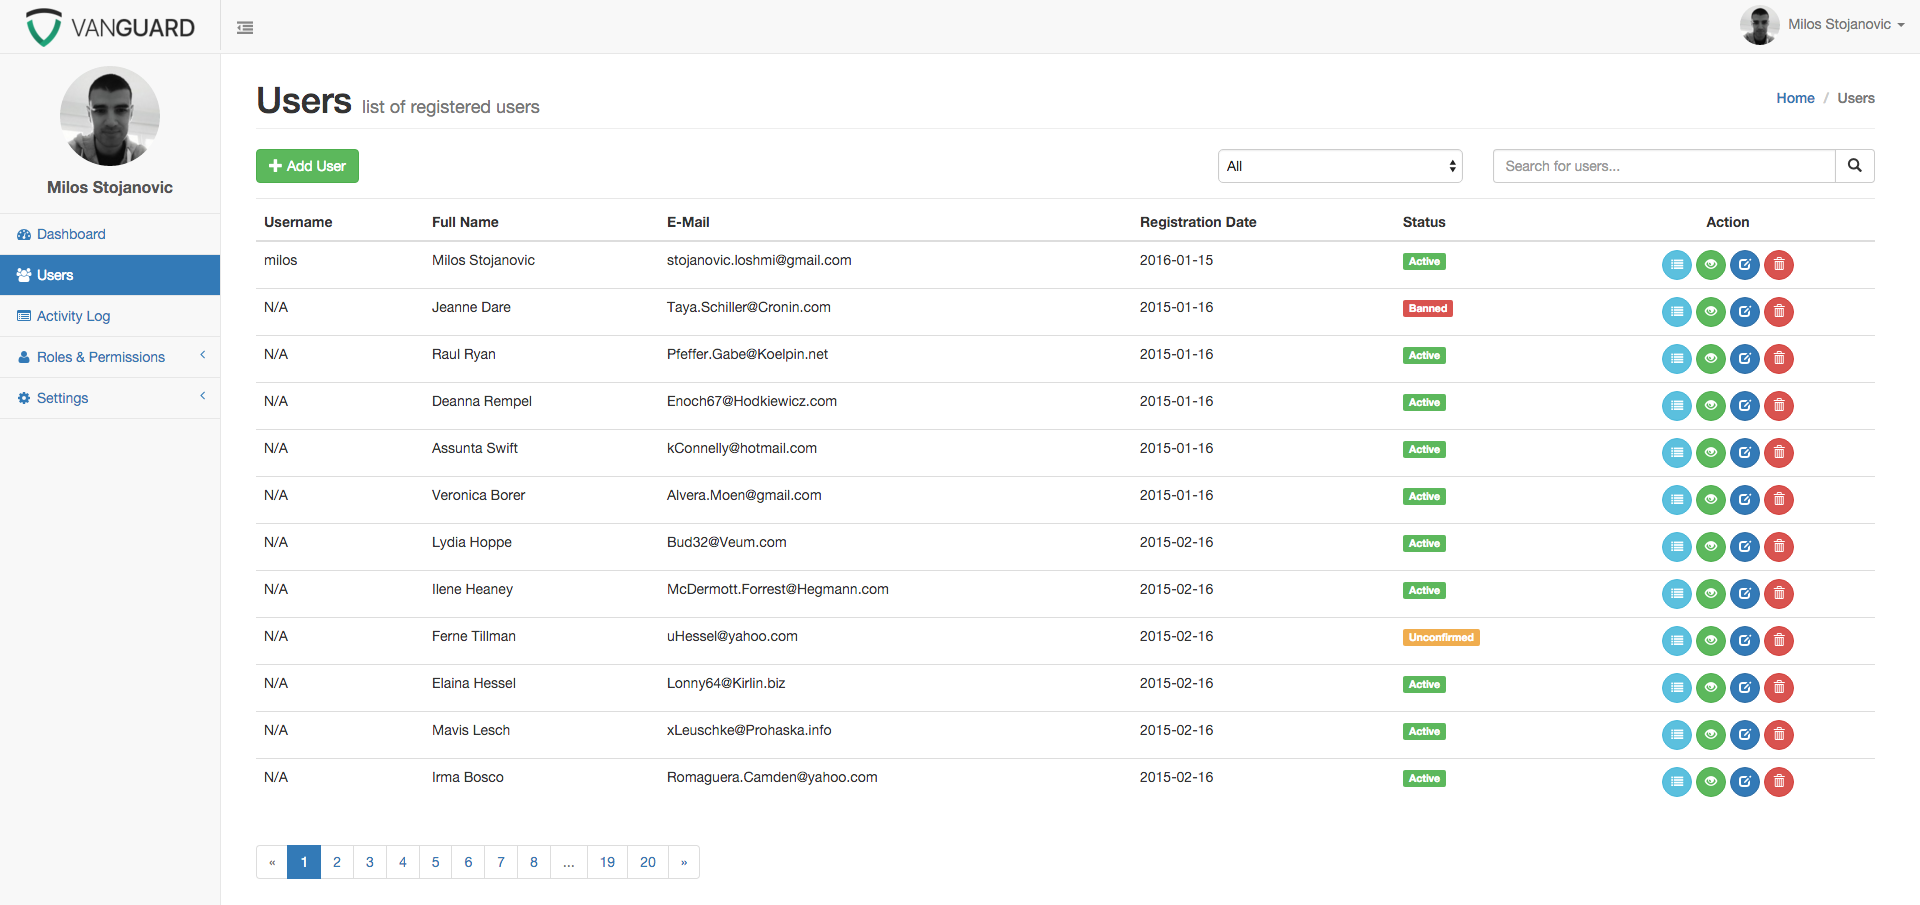 VANGUARD
Milos Stojanovic
Milos Stojanovic
Dashboard
Users
Activity Log
Roles & Permissions
Settings
Users list of registered users
Home / Users
Add User
All
Search for users...
Username Full Name E-Mail Registration Date Status Action
milos Milos Stojanovic stojanovic.loshmi@gmail.com 2016-01-15 Active
N/A Jeanne Dare Taya.Schiller@Cronin.com 2015-01-16 Banned
N/A Raul Ryan Pfeffer.Gabe@Koelpin.net 2015-01-16 Active
N/A Deanna Rempel Enoch67@Hodkiewicz.com 2015-01-16 Active
N/A Assunta Swift kConnelly@hotmail.com 2015-01-16 Active
N/A Veronica Borer Alvera.Moen@gmail.com 2015-01-16 Active
N/A Lydia Hoppe Bud32@Veum.com 2015-02-16 Active
N/A Ilene Heaney McDermott.Forrest@Hegmann.com 2015-02-16 Active
N/A Ferne Tillman uHessel@yahoo.com 2015-02-16 Unconfirmed
N/A Elaina Hessel Lonny64@Kirlin.biz 2015-02-16 Active
N/A Mavis Lesch xLeuschke@Prohaska.info 2015-02-16 Active
N/A Irma Bosco Romaguera.Camden@yahoo.com 2015-02-16 Active
« 1 2 3 4 5 6 7 8 ... 19 20 »